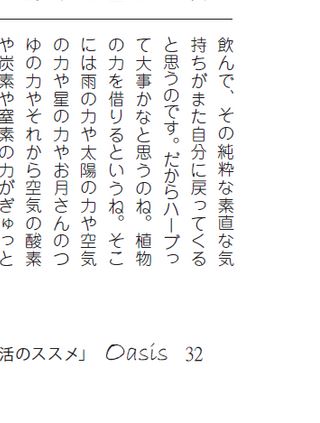 飲んで、その純粋な素直な気
持ちがまた自分に戻ってくる
と思うのです。だからハーブっ
て大事かなと思うのね。植物
の力を借りるというね。そこ
には雨の力や太陽の力や空気
の力や星の力やお月さんのつ
ゆの力やそれから空気の酸素
や炭素や窒素の力がぎゅっと
活のススメ」 Oasis 32